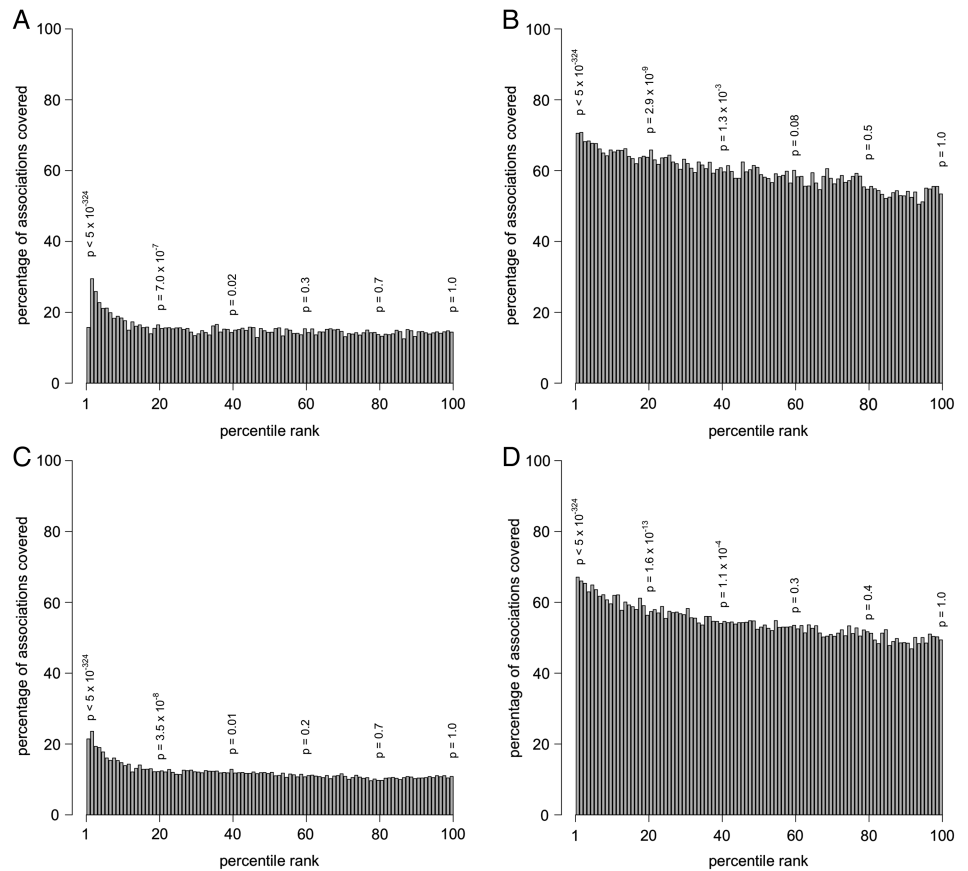 A
percentage of associations covered
100
80
60
40
20
0
p < 5 x 10^-324
p = 7.0 x 10^-7
p = 0.02
p = 0.3
p = 0.7
p = 1.0
1 20 40 60 80 100
percentile rank
B
percentage of associations covered
100
80
60
40
20
0
p < 5 x 10^-324
p = 2.9 x 10^-9
p = 1.3 x 10^-3
p = 0.08
p = 0.5
p = 1.0
1 20 40 60 80 100
percentile rank
C
percentage of associations covered
100
80
60
40
20
0
p < 5 x 10^-324
p = 3.5 x 10^-8
p = 0.01
p = 0.2
p = 0.7
p = 1.0
1 20 40 60 80 100
percentile rank
D
percentage of associations covered
100
80
60
40
20
0
p < 5 x 10^-324
p = 1.6 x 10^-13
p = 1.1 x 10^-4
p = 0.3
p = 0.4
p = 1.0
1 20 40 60 80 100
percentile rank